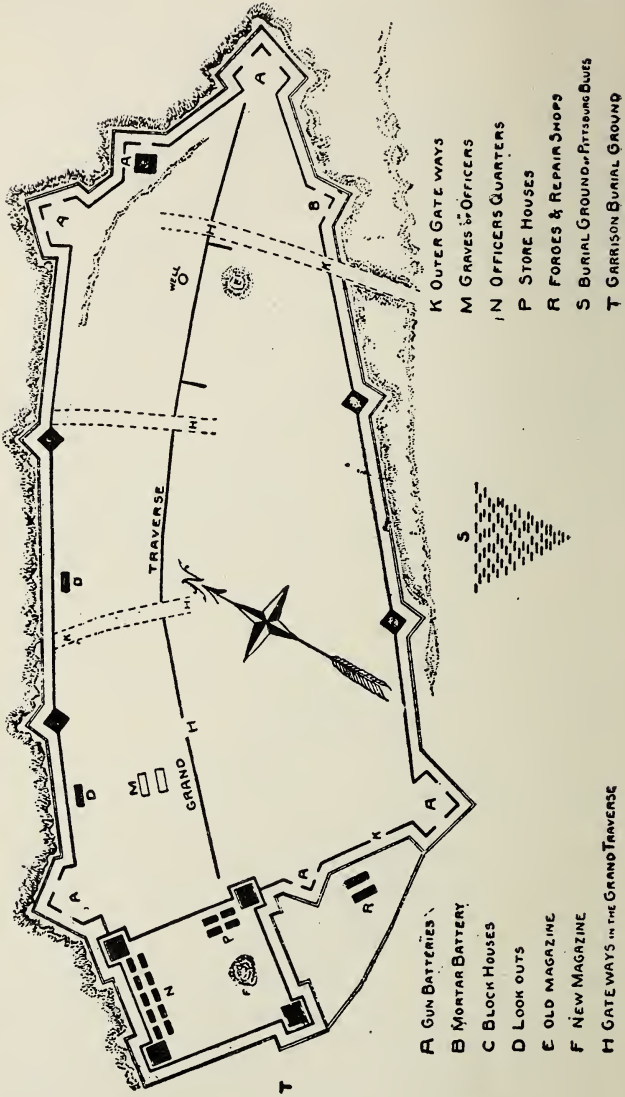 A
A
A
B
K
H
WELL
E
H
TRAVERSE
D
K
H
H
GRAND
M
D
A
N
P
F
A
R
K
A
T
S
A GUN BATTERIES
B MORTAR BATTERY
C BLOCK HOUSES
D LOOK OUTS
E OLD MAGAZINE
F NEW MAGAZINE
H GATEWAYS IN THE GRAND TRAVERSE
K OUTER GATE WAYS
M GRAVES OF OFFICERS
N OFFICERS QUARTERS
P STORE HOUSES
R FORGES & REPAIR SHOPS
S BURIAL GROUND OF PITTSBURG BLUES
T GARRISON BURIAL GROUND